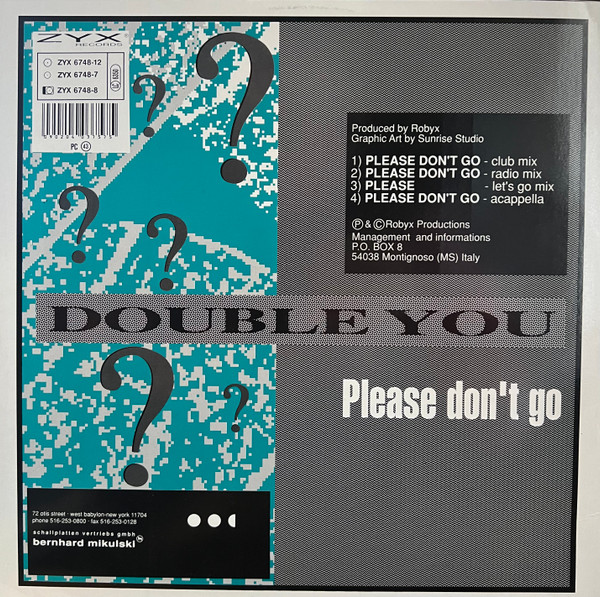 ZYX
RECORDS
ZYX 6748-12
ZYX 6748-7
ZYX 6748-8
PC 43
?
?
?
?
Produced by Robyx
Graphic Art by Sunrise Studio
1) PLEASE DON'T GO - club mix
2) PLEASE DON'T GO - radio mix
3) PLEASE - let's go mix
4) PLEASE DON'T GO - acappella
Ⓟ & Ⓒ Robyx Productions
Management and informations
P.O. BOX 8
54038 Montignoso (MS) Italy
DOUBLE YOU
Please don't go
?
?
72 otis street · west babylon-new york 11704
phone 516-253-0800 · fax 516-253-0128
schallplatten vertriebs gmbh
bernhard mikulski